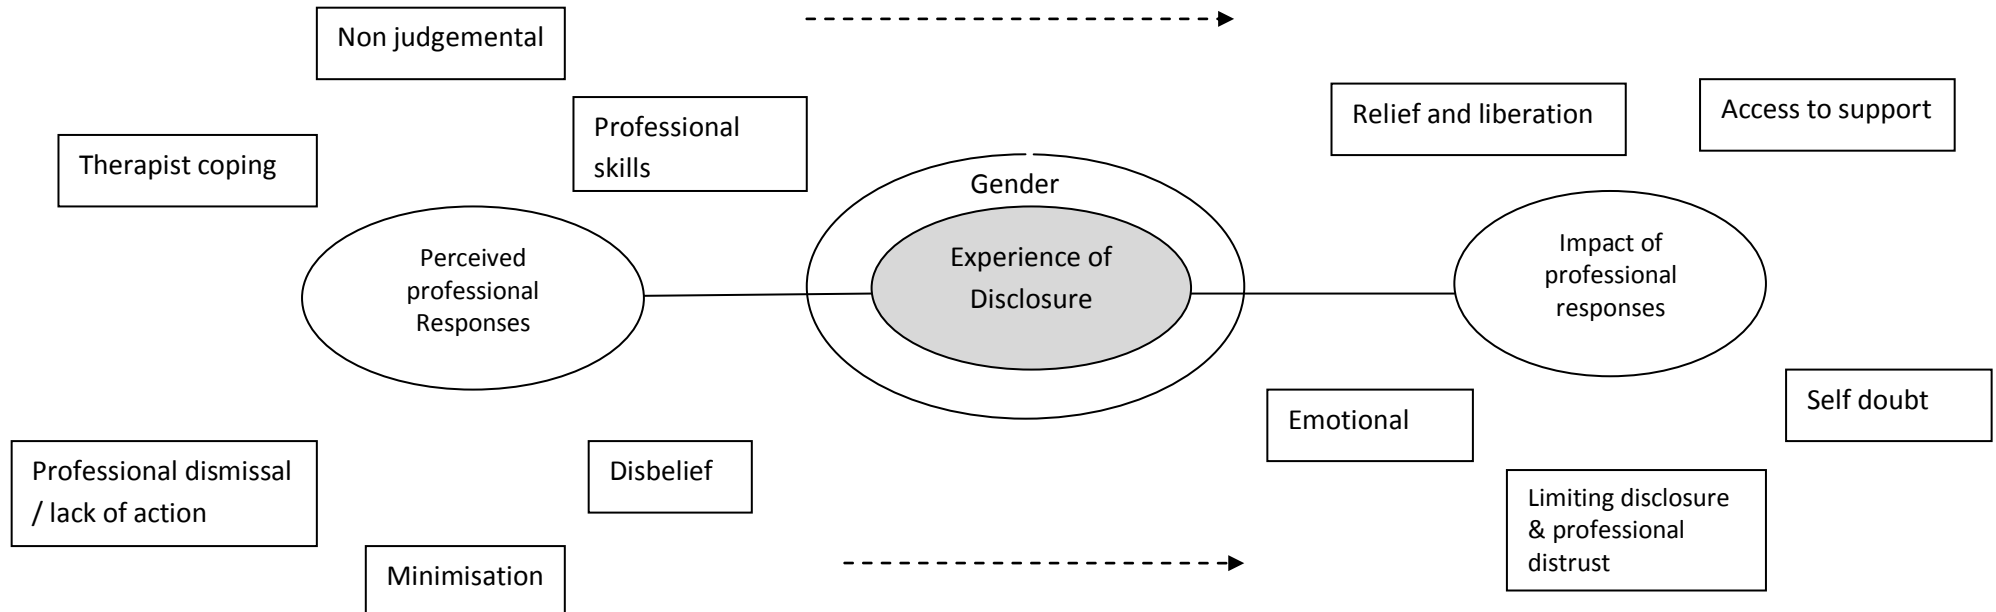 Non judgemental
Therapist coping
Professional
skills
Perceived
professional
Responses
Professional dismissal
/ lack of action
Disbelief
Minimisation
Gender
Experience of
Disclosure
Relief and liberation
Access to support
Impact of
professional
responses
Emotional
Self doubt
Limiting disclosure
& professional
distrust